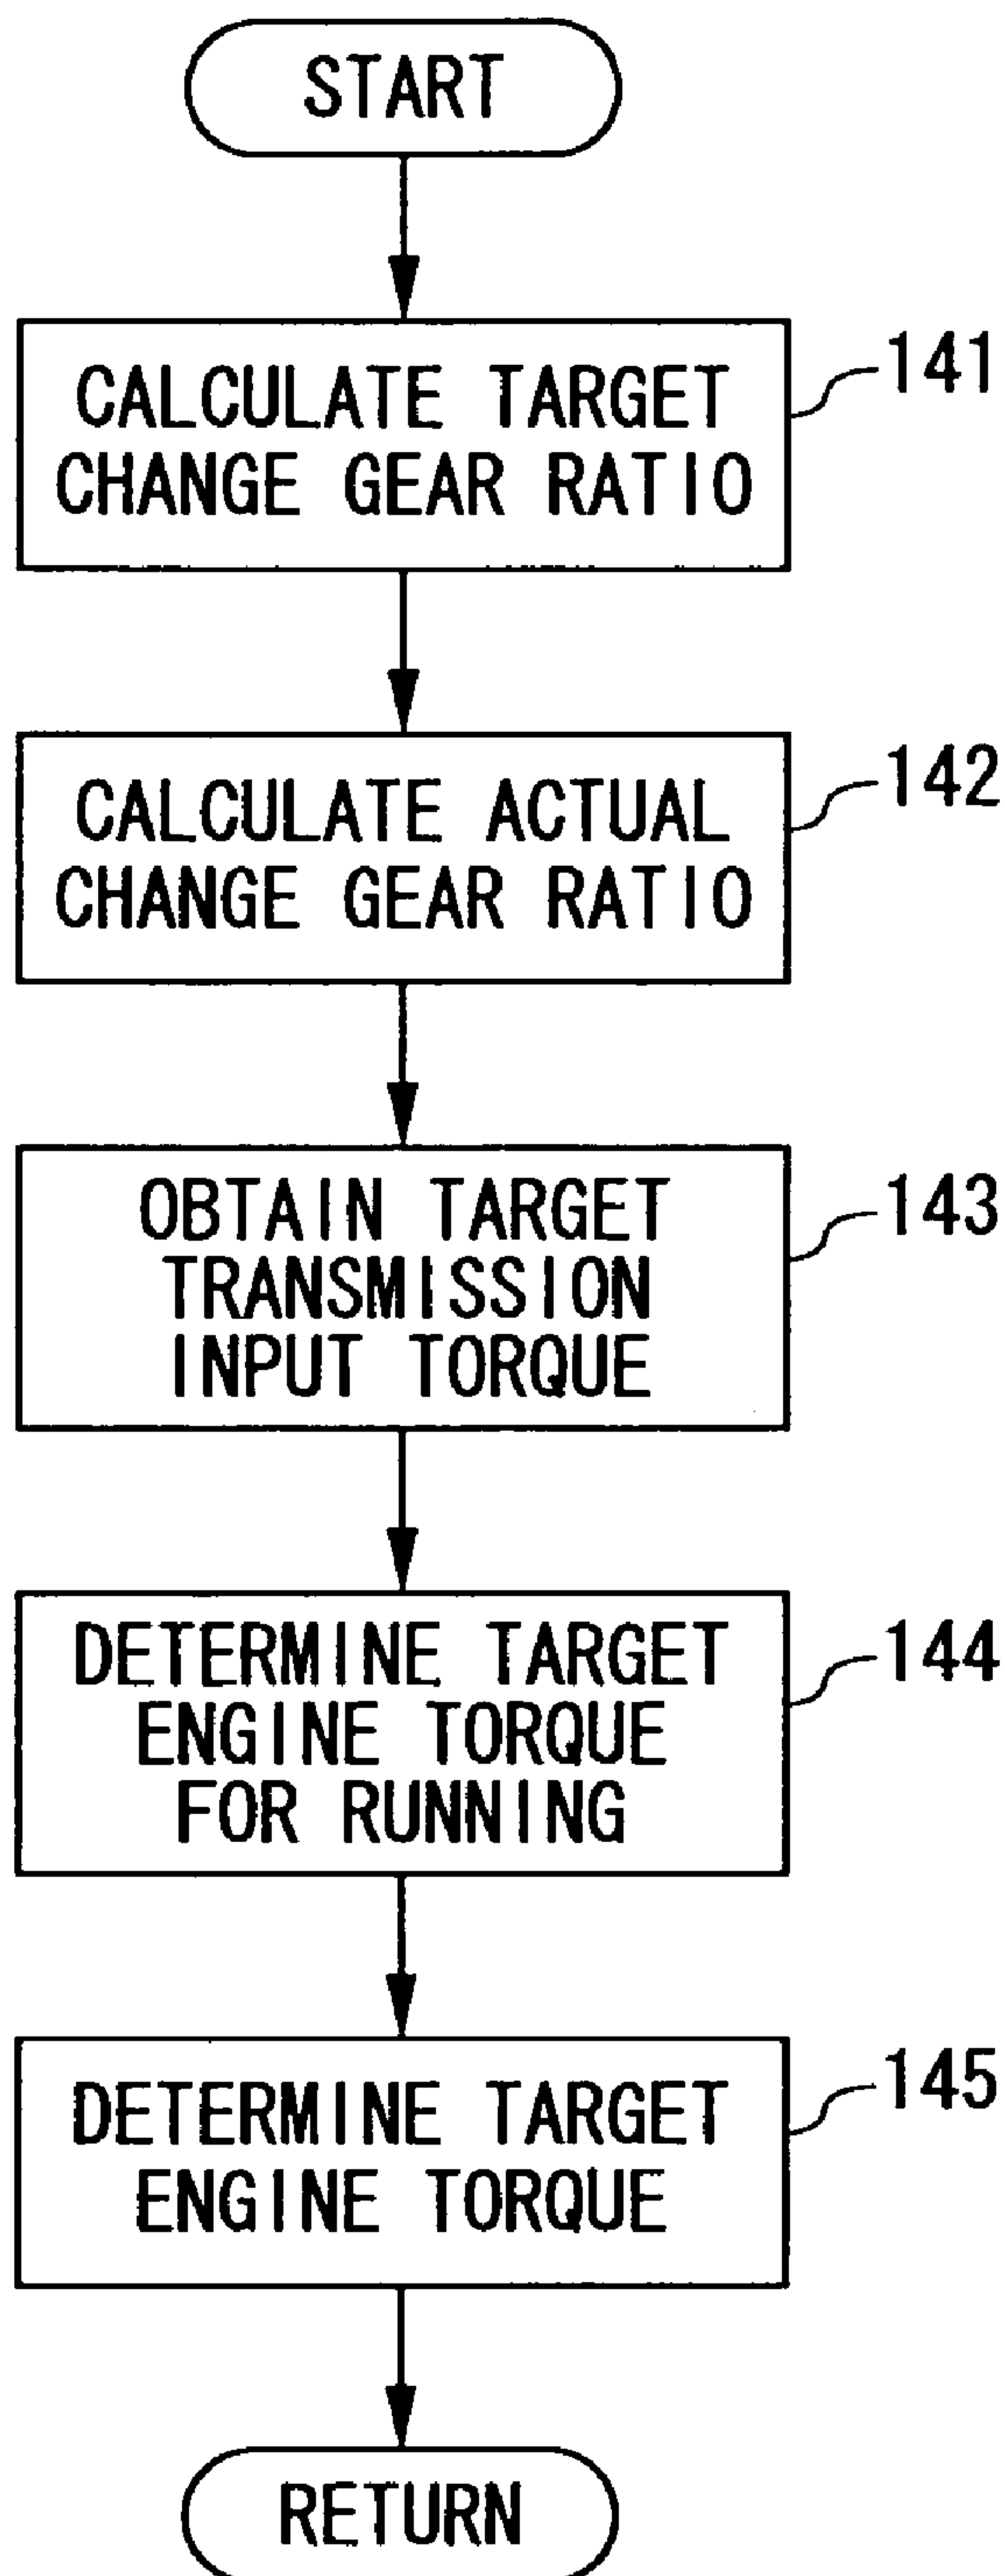 START
CALCULATE TARGET
CHANGE GEAR RATIO
141
CALCULATE ACTUAL
CHANGE GEAR RATIO
142
OBTAIN TARGET
TRANSMISSION
INPUT TORQUE
143
DETERMINE TARGET
ENGINE TORQUE
FOR RUNNING
144
DETERMINE TARGET
ENGINE TORQUE
145
RETURN